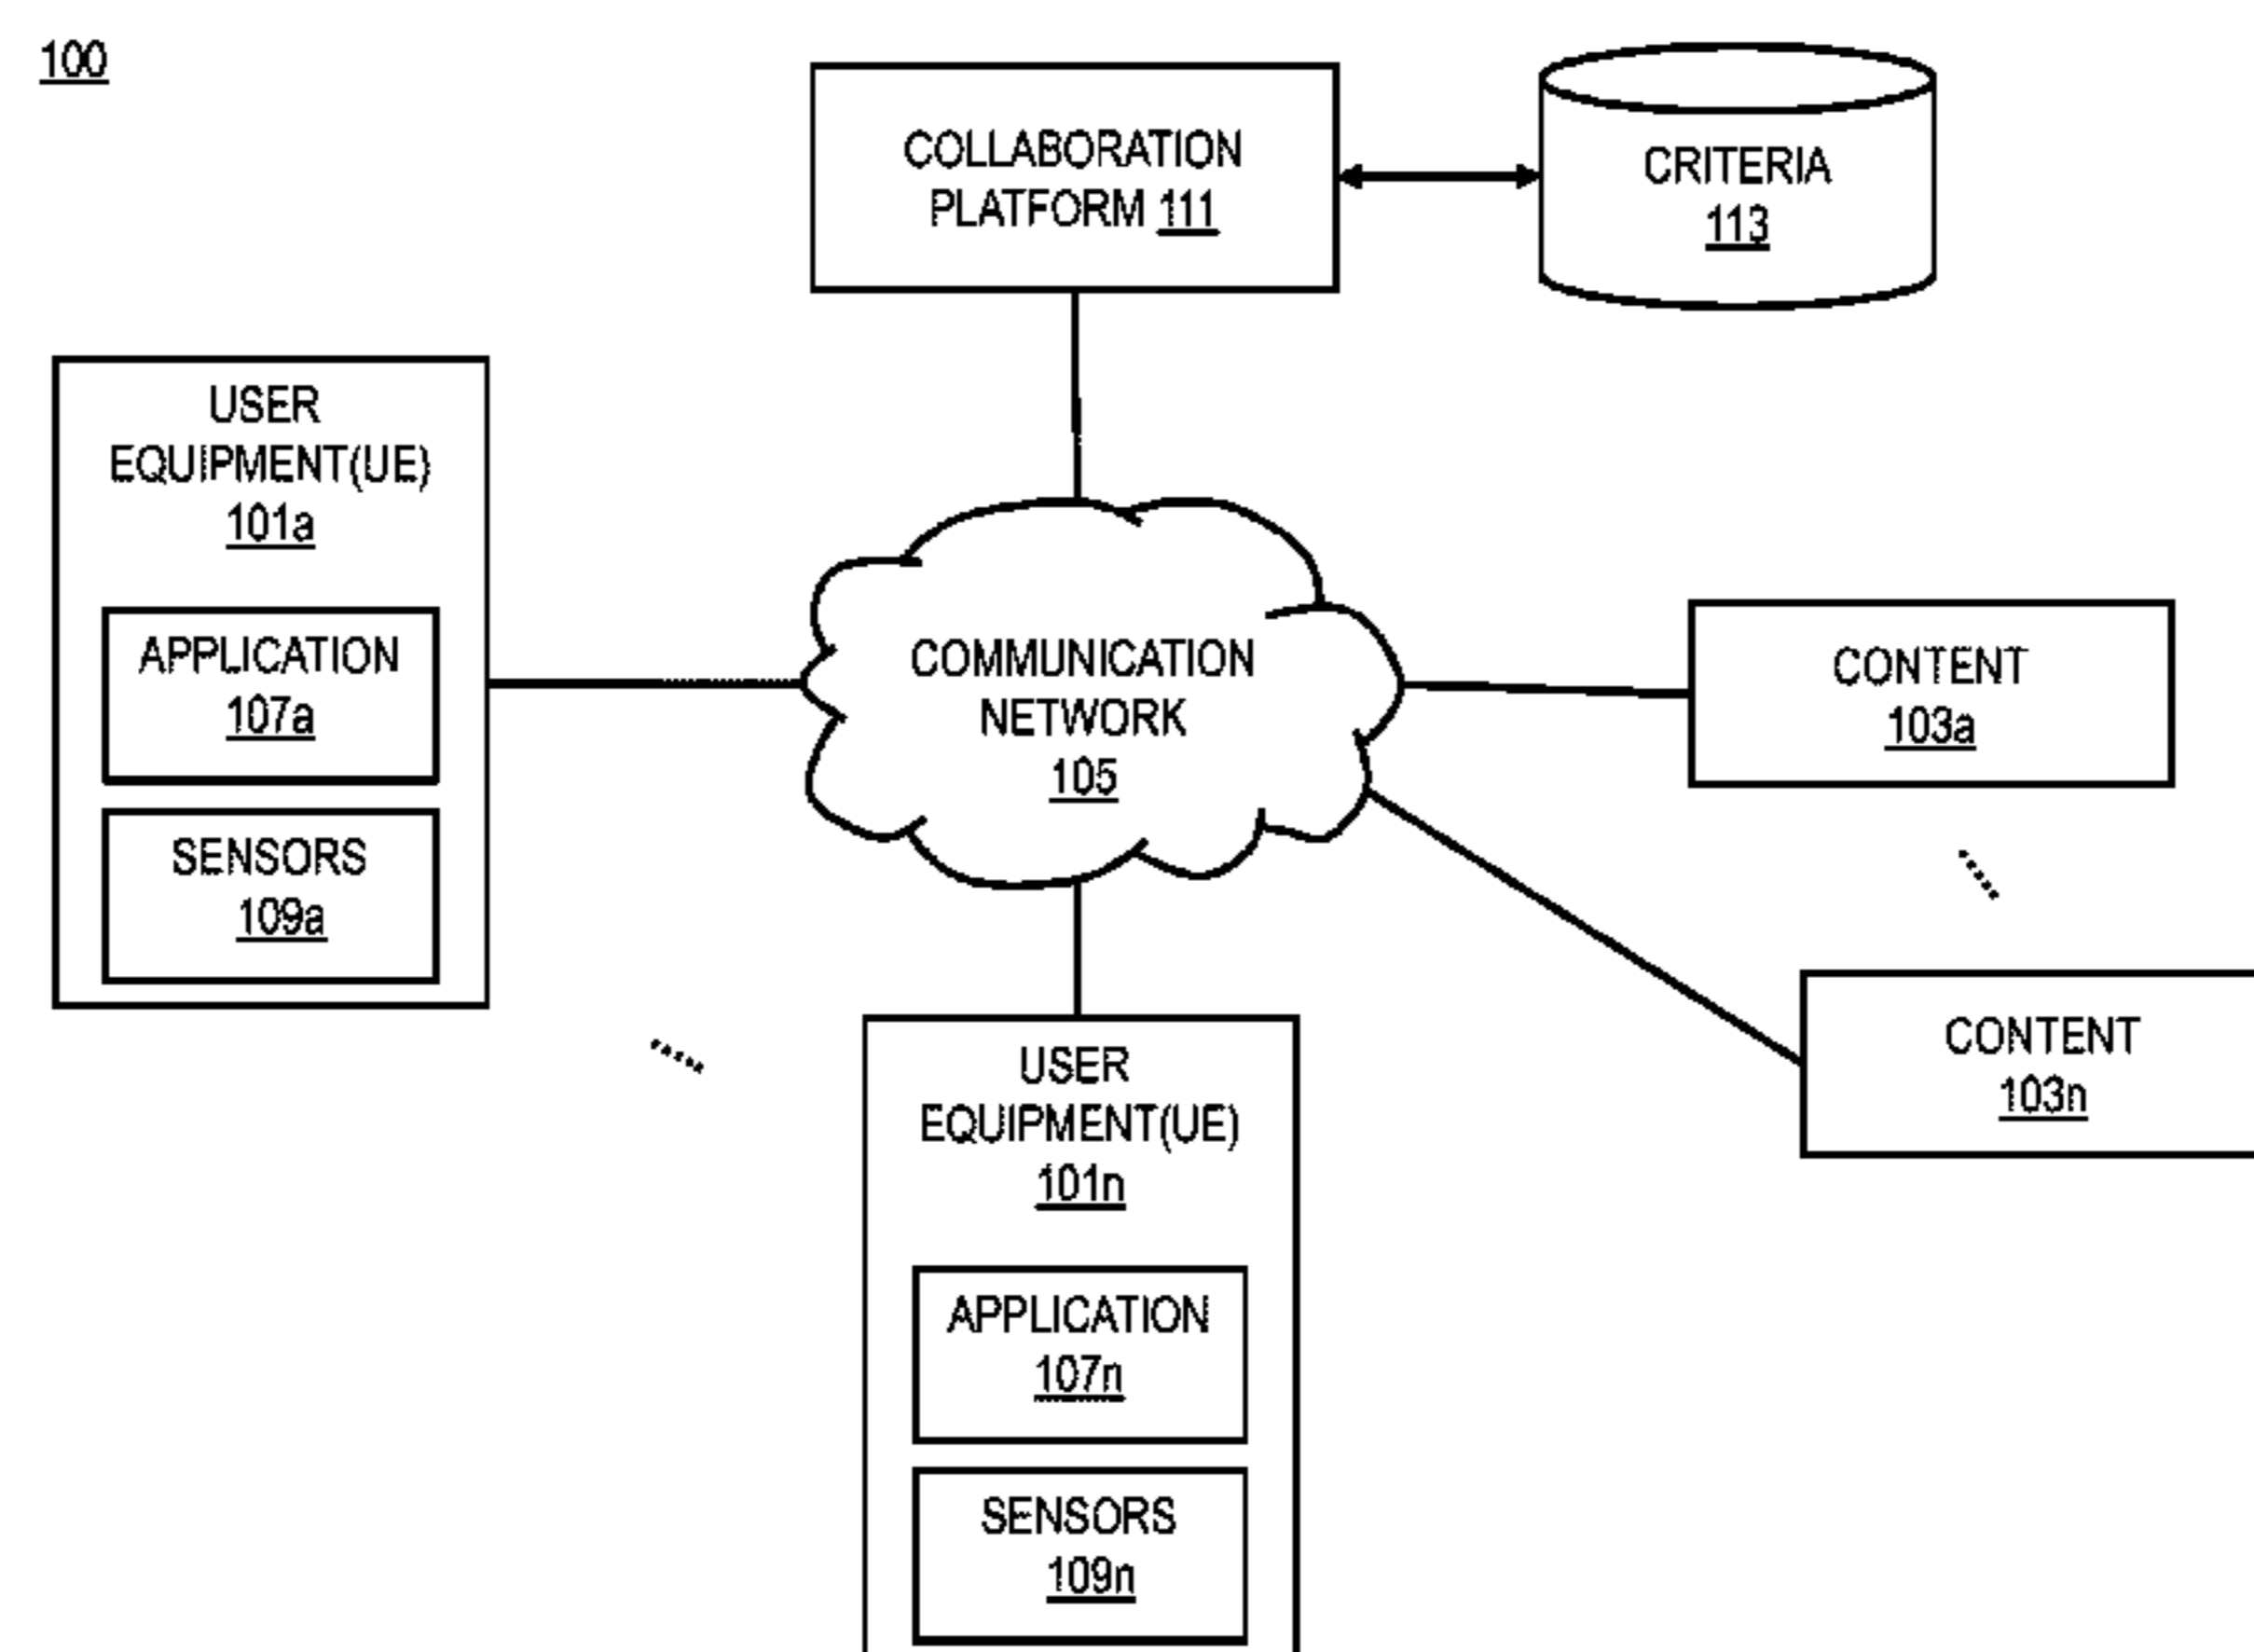 100
COLLABORATION
PLATFORM 111
CRITERIA
113
USER
EQUIPMENT(UE)
101a
APPLICATION
107a
SENSORS
109a
COMMUNICATION
NETWORK
105
CONTENT
103a
CONTENT
103n
USER
EQUIPMENT(UE)
101n
APPLICATION
107n
SENSORS
109n